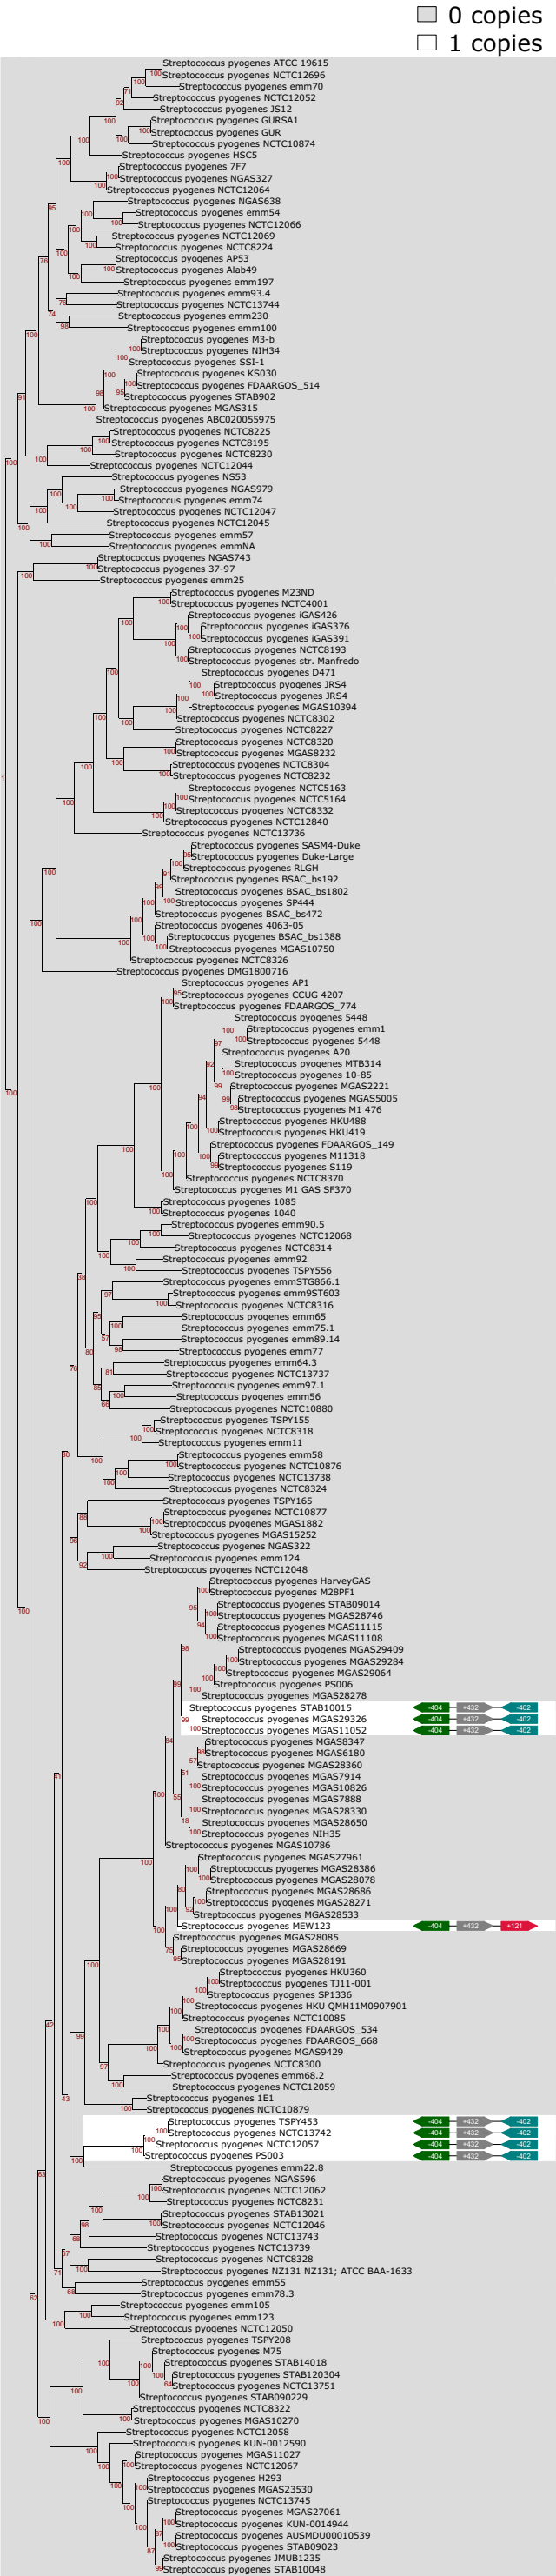 0 copies
1 copies
Streptococcus pyogenes ATCC 19615
Streptococcus pyogenes NCTC12696
Streptococcus pyogenes emm70
Streptococcus pyogenes NCTC12052
Streptococcus pyogenes JS12
Streptococcus pyogenes GURSA1
Streptococcus pyogenes GUR
Streptococcus pyogenes NCTC10874
Streptococcus pyogenes HSC5
Streptococcus pyogenes 7F7
Streptococcus pyogenes NGAS327
Streptococcus pyogenes NCTC12064
Streptococcus pyogenes NGAS638
Streptococcus pyogenes emm54
Streptococcus pyogenes NCTC12066
Streptococcus pyogenes NCTC12069
Streptococcus pyogenes NCTC8224
Streptococcus pyogenes AP53
Streptococcus pyogenes Alab49
Streptococcus pyogenes emm197
Streptococcus pyogenes emm93.4
Streptococcus pyogenes NCTC13744
Streptococcus pyogenes emm230
Streptococcus pyogenes emm100
Streptococcus pyogenes M3-b
Streptococcus pyogenes NIH34
Streptococcus pyogenes SSI-1
Streptococcus pyogenes KS030
Streptococcus pyogenes FDAARGOS_514
Streptococcus pyogenes STAB902
Streptococcus pyogenes MGAS315
Streptococcus pyogenes ABC020055975
Streptococcus pyogenes NCTC8225
Streptococcus pyogenes NCTC8195
Streptococcus pyogenes NCTC8230
Streptococcus pyogenes NCTC12044
Streptococcus pyogenes NS53
Streptococcus pyogenes NGAS979
Streptococcus pyogenes emm74
Streptococcus pyogenes NCTC12047
Streptococcus pyogenes NCTC12045
Streptococcus pyogenes emm57
Streptococcus pyogenes emmNA
Streptococcus pyogenes NGAS743
Streptococcus pyogenes 37-97
Streptococcus pyogenes emm25
Streptococcus pyogenes M23ND
Streptococcus pyogenes NCTC4001
Streptococcus pyogenes iGAS426
Streptococcus pyogenes iGAS376
Streptococcus pyogenes iGAS391
Streptococcus pyogenes NCTC8193
Streptococcus pyogenes str. Manfredo
Streptococcus pyogenes D471
Streptococcus pyogenes JRS4
Streptococcus pyogenes JRS4
Streptococcus pyogenes MGAS10394
Streptococcus pyogenes NCTC8302
Streptococcus pyogenes NCTC8227
Streptococcus pyogenes NCTC8320
Streptococcus pyogenes MGAS8232
Streptococcus pyogenes NCTC8304
Streptococcus pyogenes NCTC8232
Streptococcus pyogenes NCTC5163
Streptococcus pyogenes NCTC5164
Streptococcus pyogenes NCTC8332
Streptococcus pyogenes NCTC12840
Streptococcus pyogenes NCTC13736
Streptococcus pyogenes SASM4-Duke
Streptococcus pyogenes Duke-Large
Streptococcus pyogenes RLGH
Streptococcus pyogenes BSAC_bs192
Streptococcus pyogenes BSAC_bs1802
Streptococcus pyogenes SP444
Streptococcus pyogenes BSAC_bs472
Streptococcus pyogenes 4063-05
Streptococcus pyogenes BSAC_bs1388
Streptococcus pyogenes MGAS10750
Streptococcus pyogenes NCTC8326
Streptococcus pyogenes DMG1800716
Streptococcus pyogenes AP1
Streptococcus pyogenes CCUG 4207
Streptococcus pyogenes FDAARGOS_774
Streptococcus pyogenes 5448
Streptococcus pyogenes emm1
Streptococcus pyogenes 5448
Streptococcus pyogenes A20
Streptococcus pyogenes MTB314
Streptococcus pyogenes 10-85
Streptococcus pyogenes MGAS2221
Streptococcus pyogenes MGAS5005
Streptococcus pyogenes M1 476
Streptococcus pyogenes HKU488
Streptococcus pyogenes HKU419
Streptococcus pyogenes FDAARGOS_149
Streptococcus pyogenes M11318
Streptococcus pyogenes S119
Streptococcus pyogenes NCTC8370
Streptococcus pyogenes M1 GAS SF370
Streptococcus pyogenes 1085
Streptococcus pyogenes 1040
Streptococcus pyogenes emm90.5
Streptococcus pyogenes NCTC12068
Streptococcus pyogenes NCTC8314
Streptococcus pyogenes emm92
Streptococcus pyogenes TSPY556
Streptococcus pyogenes emmSTG866.1
Streptococcus pyogenes emm9ST603
Streptococcus pyogenes NCTC8316
Streptococcus pyogenes emm65
Streptococcus pyogenes emm75.1
Streptococcus pyogenes emm89.14
Streptococcus pyogenes emm77
Streptococcus pyogenes emm64.3
Streptococcus pyogenes NCTC13737
Streptococcus pyogenes emm97.1
Streptococcus pyogenes emm56
Streptococcus pyogenes NCTC10880
Streptococcus pyogenes TSPY155
Streptococcus pyogenes NCTC8318
Streptococcus pyogenes emm11
Streptococcus pyogenes emm58
Streptococcus pyogenes NCTC10876
Streptococcus pyogenes NCTC13738
Streptococcus pyogenes NCTC8324
Streptococcus pyogenes TSPY165
Streptococcus pyogenes NCTC10877
Streptococcus pyogenes MGAS1882
Streptococcus pyogenes MGAS15252
Streptococcus pyogenes NGAS322
Streptococcus pyogenes emm124
Streptococcus pyogenes NCTC12048
Streptococcus pyogenes HarveyGAS
Streptococcus pyogenes M28PF1
Streptococcus pyogenes STAB09014
Streptococcus pyogenes MGAS28746
Streptococcus pyogenes MGAS11115
Streptococcus pyogenes MGAS11108
Streptococcus pyogenes MGAS29409
Streptococcus pyogenes MGAS29284
Streptococcus pyogenes MGAS29064
Streptococcus pyogenes PS006
Streptococcus pyogenes MGAS28278
Streptococcus pyogenes STAB10015 -404 +432 -402
Streptococcus pyogenes MGAS29326 -404 +432 -402
Streptococcus pyogenes MGAS11052 -404 +432 -402
Streptococcus pyogenes MGAS8347
Streptococcus pyogenes MGAS6180
Streptococcus pyogenes MGAS28360
Streptococcus pyogenes MGAS7914
Streptococcus pyogenes MGAS10826
Streptococcus pyogenes MGAS7888
Streptococcus pyogenes MGAS28330
Streptococcus pyogenes MGAS28650
Streptococcus pyogenes NIH35
Streptococcus pyogenes MGAS10786
Streptococcus pyogenes MGAS27961
Streptococcus pyogenes MGAS28386
Streptococcus pyogenes MGAS28078
Streptococcus pyogenes MGAS28686
Streptococcus pyogenes MGAS28271
Streptococcus pyogenes MGAS28533
Streptococcus pyogenes MEW123 -404 +432 +121
Streptococcus pyogenes MGAS28085
Streptococcus pyogenes MGAS28669
Streptococcus pyogenes MGAS28191
Streptococcus pyogenes HKU360
Streptococcus pyogenes TJ11-001
Streptococcus pyogenes SP1336
Streptococcus pyogenes HKU QMH11M0907901
Streptococcus pyogenes NCTC10085
Streptococcus pyogenes FDAARGOS_534
Streptococcus pyogenes FDAARGOS_668
Streptococcus pyogenes MGAS9429
Streptococcus pyogenes NCTC8300
Streptococcus pyogenes emm68.2
Streptococcus pyogenes NCTC12059
Streptococcus pyogenes 1E1
Streptococcus pyogenes NCTC10879
Streptococcus pyogenes TSPY453 -404 +432 -402
Streptococcus pyogenes NCTC13742 -404 +432 -402
Streptococcus pyogenes NCTC12057 -404 +432 -402
Streptococcus pyogenes PS003 -404 +432 -402
Streptococcus pyogenes emm22.8
Streptococcus pyogenes NGAS596
Streptococcus pyogenes NCTC12062
Streptococcus pyogenes NCTC8231
Streptococcus pyogenes STAB13021
Streptococcus pyogenes NCTC12046
Streptococcus pyogenes NCTC13743
Streptococcus pyogenes NCTC13739
Streptococcus pyogenes NCTC8328
Streptococcus pyogenes NZ131 NZ131; ATCC BAA-1633
Streptococcus pyogenes emm55
Streptococcus pyogenes emm78.3
Streptococcus pyogenes emm105
Streptococcus pyogenes emm123
Streptococcus pyogenes NCTC12050
Streptococcus pyogenes TSPY208
Streptococcus pyogenes M75
Streptococcus pyogenes STAB14018
Streptococcus pyogenes STAB120304
Streptococcus pyogenes NCTC13751
Streptococcus pyogenes STAB090229
Streptococcus pyogenes NCTC8322
Streptococcus pyogenes MGAS10270
Streptococcus pyogenes NCTC12058
Streptococcus pyogenes KUN-0012590
Streptococcus pyogenes MGAS11027
Streptococcus pyogenes NCTC12067
Streptococcus pyogenes H293
Streptococcus pyogenes MGAS23530
Streptococcus pyogenes NCTC13745
Streptococcus pyogenes MGAS27061
Streptococcus pyogenes KUN-0014944
Streptococcus pyogenes AUSMDU00010539
Streptococcus pyogenes STAB09023
Streptococcus pyogenes JMUB1235
Streptococcus pyogenes STAB10048